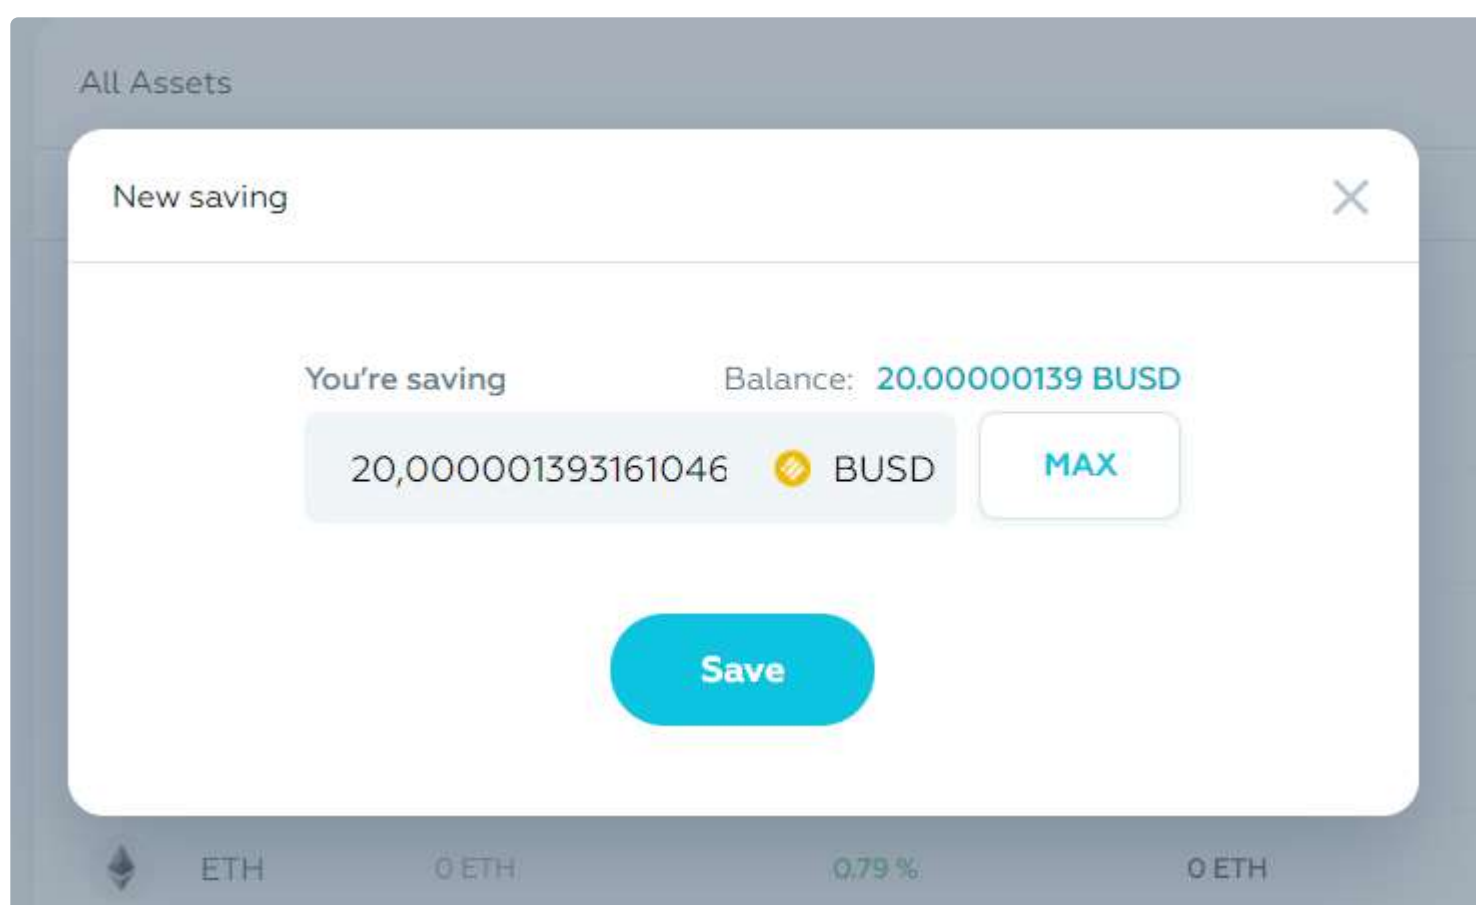 All Assets
New saving
You're saving Balance: 20.00000139 BUSD
20,000001393161046 BUSD MAX
Save
ETH 0 ETH 0.79 % 0 ETH